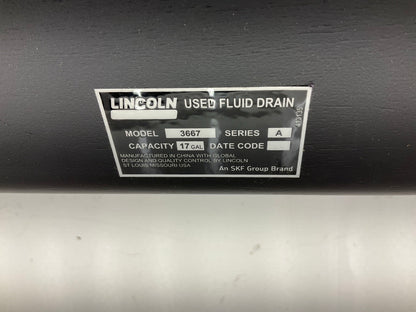 LINCOLN USED FLUID DRAIN
MODEL 3667 SERIES A
CAPACITY 17 GAL DATE CODE
MANUFACTURED IN CHINA WITH GLOBAL
DESIGN AND QUALITY CONTROL BY LINCOLN
ST LOUIS MISSOURI USA
An SKF Group Brand